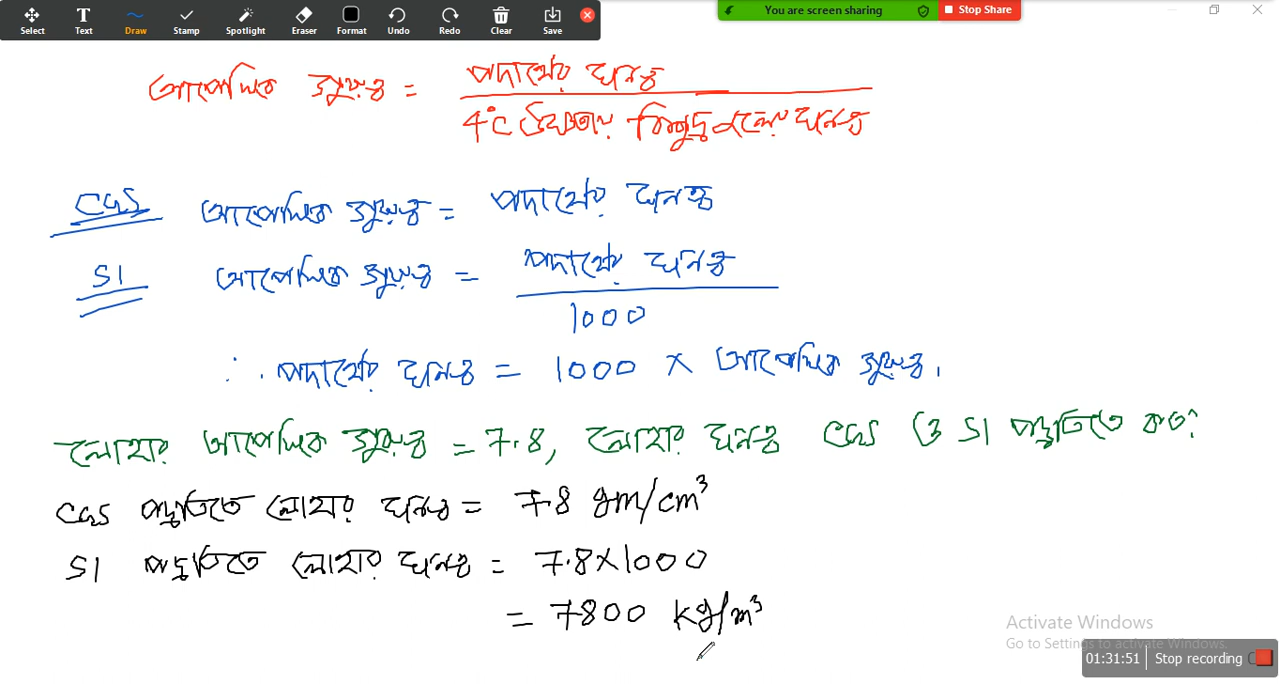 Select Text Draw Stamp Spotlight Eraser Format Undo Redo Clear Save
You are screen sharing Stop Share
আপেক্ষিক গুরুত্ব = পদার্থের ঘনত্ব
4°C উষ্ণতায় বিশুদ্ধ জলের ঘনত্ব
CGS আপেক্ষিক গুরুত্ব = পদার্থের ঘনত্ব
SI আপেক্ষিক গুরুত্ব = পদার্থের ঘনত্ব
1000
∴ পদার্থের ঘনত্ব = 1000 × আপেক্ষিক গুরুত্ব.
লোহার আপেক্ষিক গুরুত্ব = 7.8, লোহার ঘনত্ব CGS ও SI পদ্ধতিতে কত?
CGS পদ্ধতিতে লোহার ঘনত্ব = 7.8 gm/cm³
SI পদ্ধতিতে লোহার ঘনত্ব = 7.8×1000
= 7800 kg/m³
Activate Windows
Go to Settings to activate Windows.
01:31:51 Stop recording